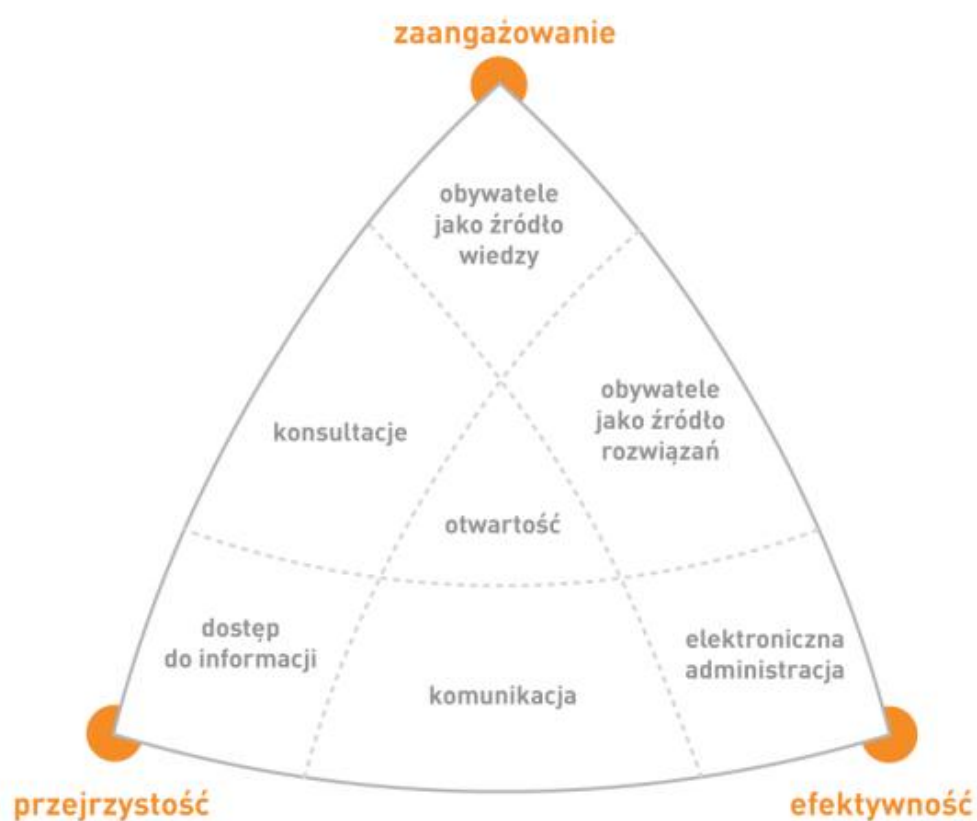 zaangażowanie
obywatele
jako źródło
wiedzy
konsultacje
obywatele
jako źródło
rozwiązań
otwartość
dostęp
do informacji
komunikacja
elektroniczna
administracja
przejrzystość
efektywność